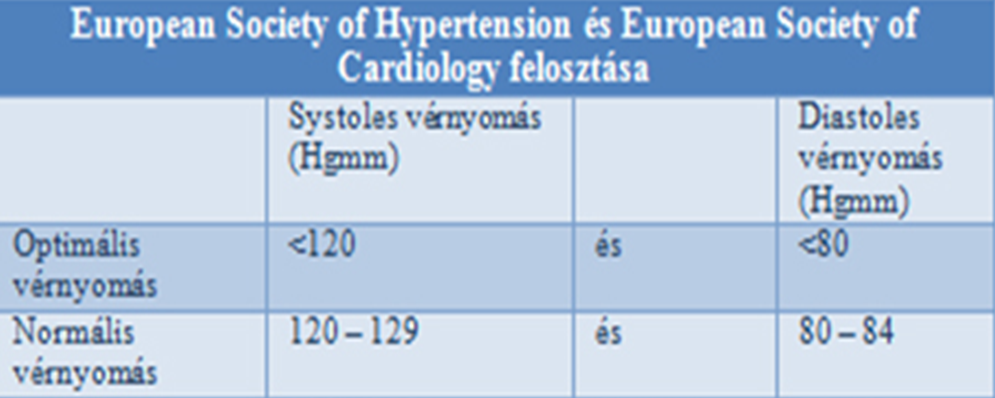 European Society of Hypertension és European Society of
Cardiology felosztása
Systoles vérnyomás
(Hgmm)
Diastoles
vérnyomás
(Hgmm)
Optimális
vérnyomás
<120
és
<80
Normális
vérnyomás
120 – 129
és
80 – 84